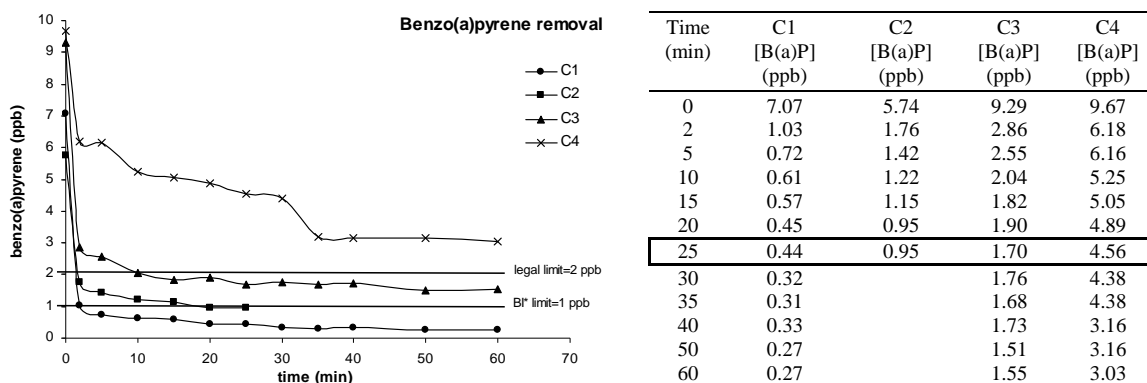 Benzo(a)pyrene removal
10
9
8
7
6
5
4
3
2
1
0
benzo(a)pyrene (ppb)
C1
C2
C3
C4
legal limit=2 ppb
BI* limit=1 ppb
0 10 20 30 40 50 60 70
time (min)
Time C1 C2 C3 C4
(min) [B(a)P] [B(a)P] [B(a)P] [B(a)P]
(ppb) (ppb) (ppb) (ppb)
0 7.07 5.74 9.29 9.67
2 1.03 1.76 2.86 6.18
5 0.72 1.42 2.55 6.16
10 0.61 1.22 2.04 5.25
15 0.57 1.15 1.82 5.05
20 0.45 0.95 1.90 4.89
25 0.44 0.95 1.70 4.56
30 0.32 1.76 4.38
35 0.31 1.68 4.38
40 0.33 1.73 3.16
50 0.27 1.51 3.16
60 0.27 1.55 3.03